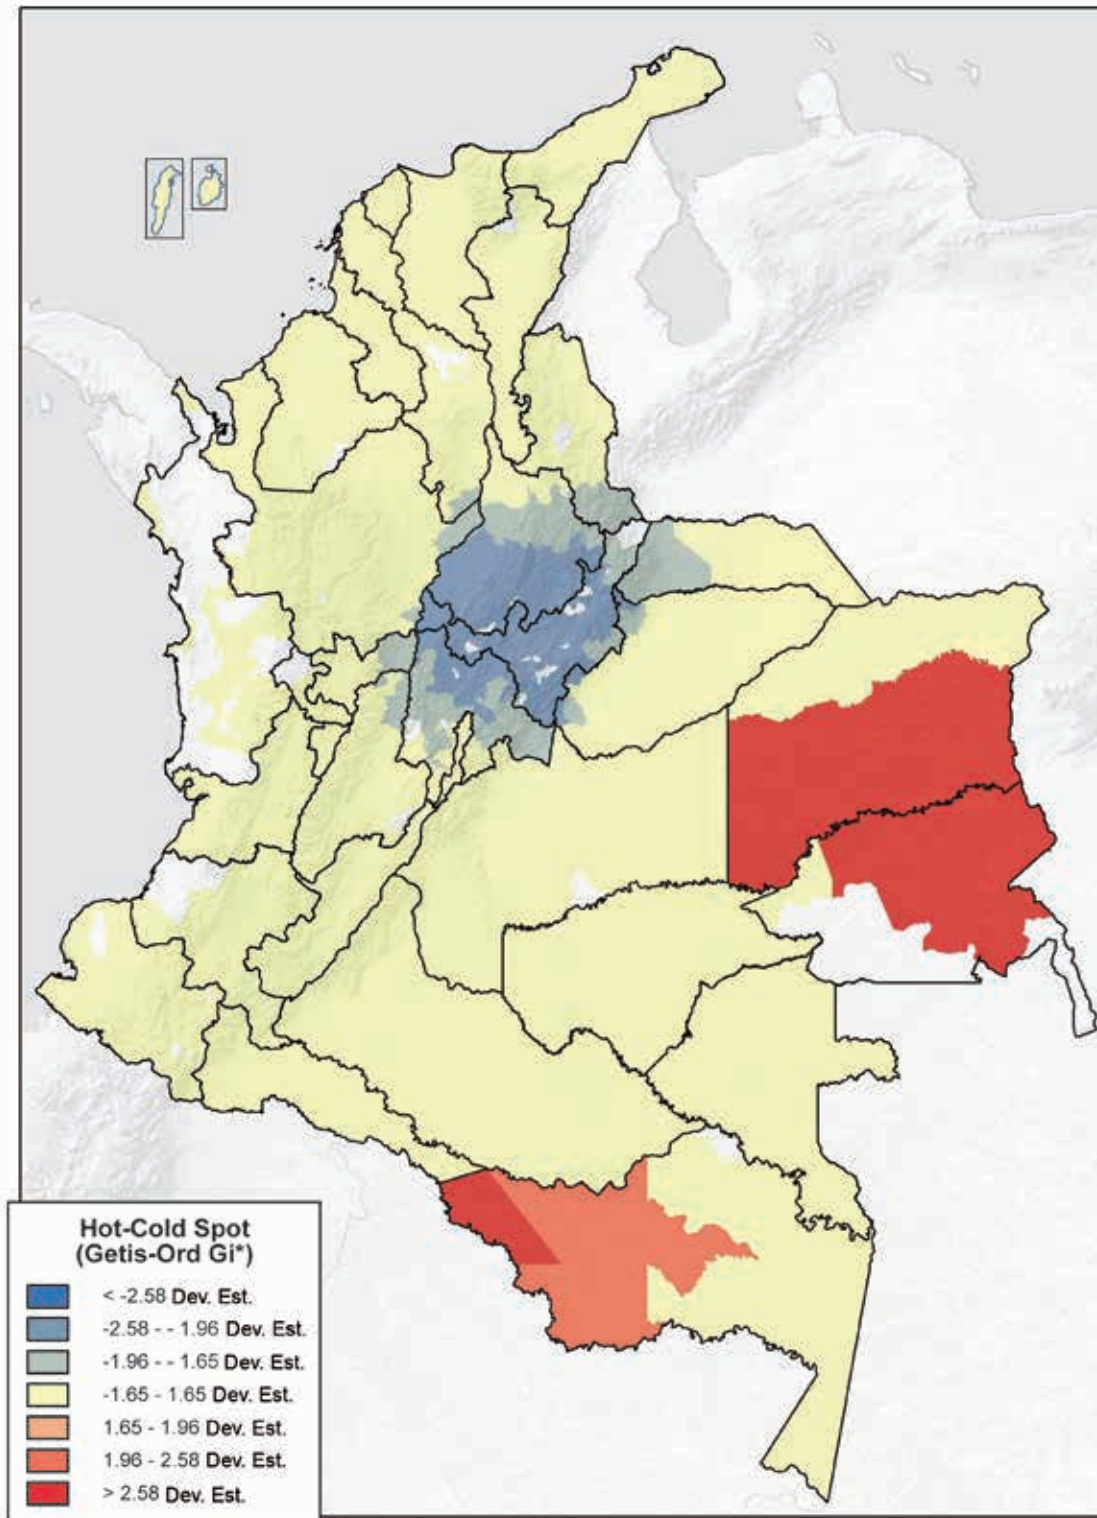 Hot-Cold Spot
(Getis-Ord Gi*)
< -2.58 Dev. Est.
-2.58 - - 1.96 Dev. Est.
-1.96 - - 1.65 Dev. Est.
-1.65 - 1.65 Dev. Est.
1.65 - 1.96 Dev. Est.
1.96 - 2.58 Dev. Est.
> 2.58 Dev. Est.